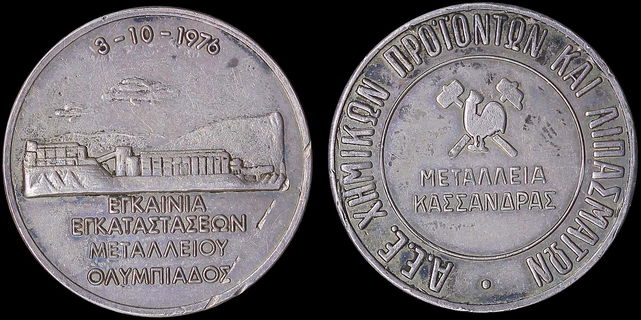 3-10-1976
ΕΓΚΑΙΝΙΑ
ΕΓΚΑΤΑΣΤΑΣΕΩΝ
ΜΕΤΑΛΛΕΙΟΥ
ΟΛΥΜΠΙΑΔΟΣ
Α.Ε.Ε. ΧΗΜΙΚΩΝ ΠΡΟΪΟΝΤΩΝ ΚΑΙ ΛΙΠΑΣΜΑΤΩΝ
ΜΕΤΑΛΛΕΙΑ
ΚΑΣΣΑΝΔΡΑΣ